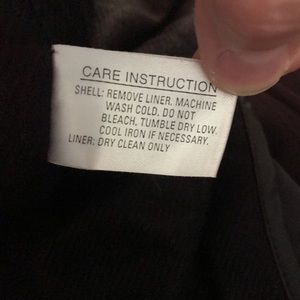 CARE INSTRUCTION
SHELL: REMOVE LINER. MACHINE
WASH COLD. DO NOT
BLEACH. TUMBLE DRY LOW.
COOL IRON IF NECESSARY.
LINER: DRY CLEAN ONLY